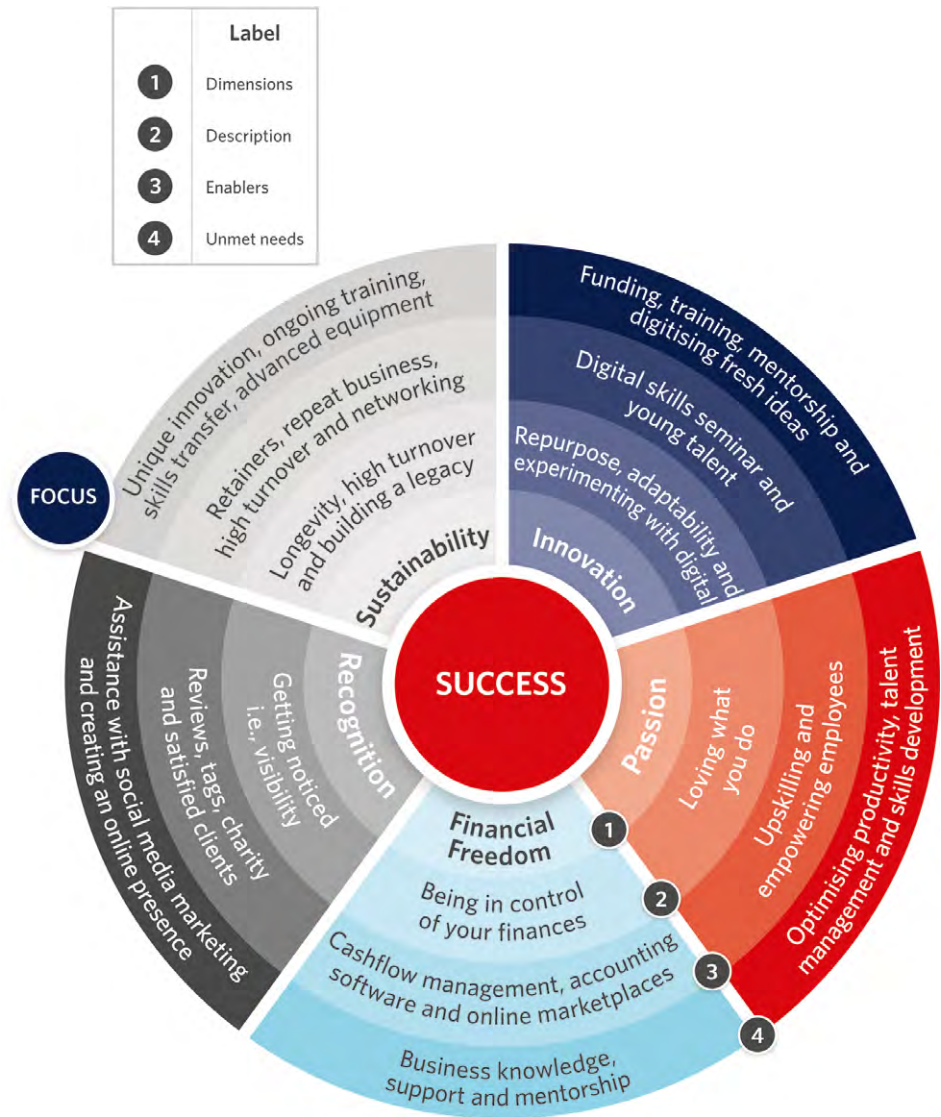 Label
1 Dimensions
2 Description
3 Enablers
4 Unmet needs
FOCUS
Unique innovation, ongoing training,
skills transfer, advanced equipment
Retainers, repeat business,
high turnover and networking
Longevity, high turnover
and building a legacy
Sustainability
Funding, training, mentorship and
digitising fresh ideas
Digital skills seminar and
young talent
Repurpose, adaptability and
experimenting with digital
Innovation
SUCCESS
Passion
Loving what
you do
Upskilling and
empowering employees
Optimising productivity, talent
management and skills development
Financial
Freedom
Being in control
of your finances
Cashflow management, accounting
software and online marketplaces
Business knowledge,
support and mentorship
1
2
3
4
Recognition
Getting noticed
i.e., visibility
Reviews, tags, charity
and satisfied clients
Assistance with social media marketing
and creating an online presence